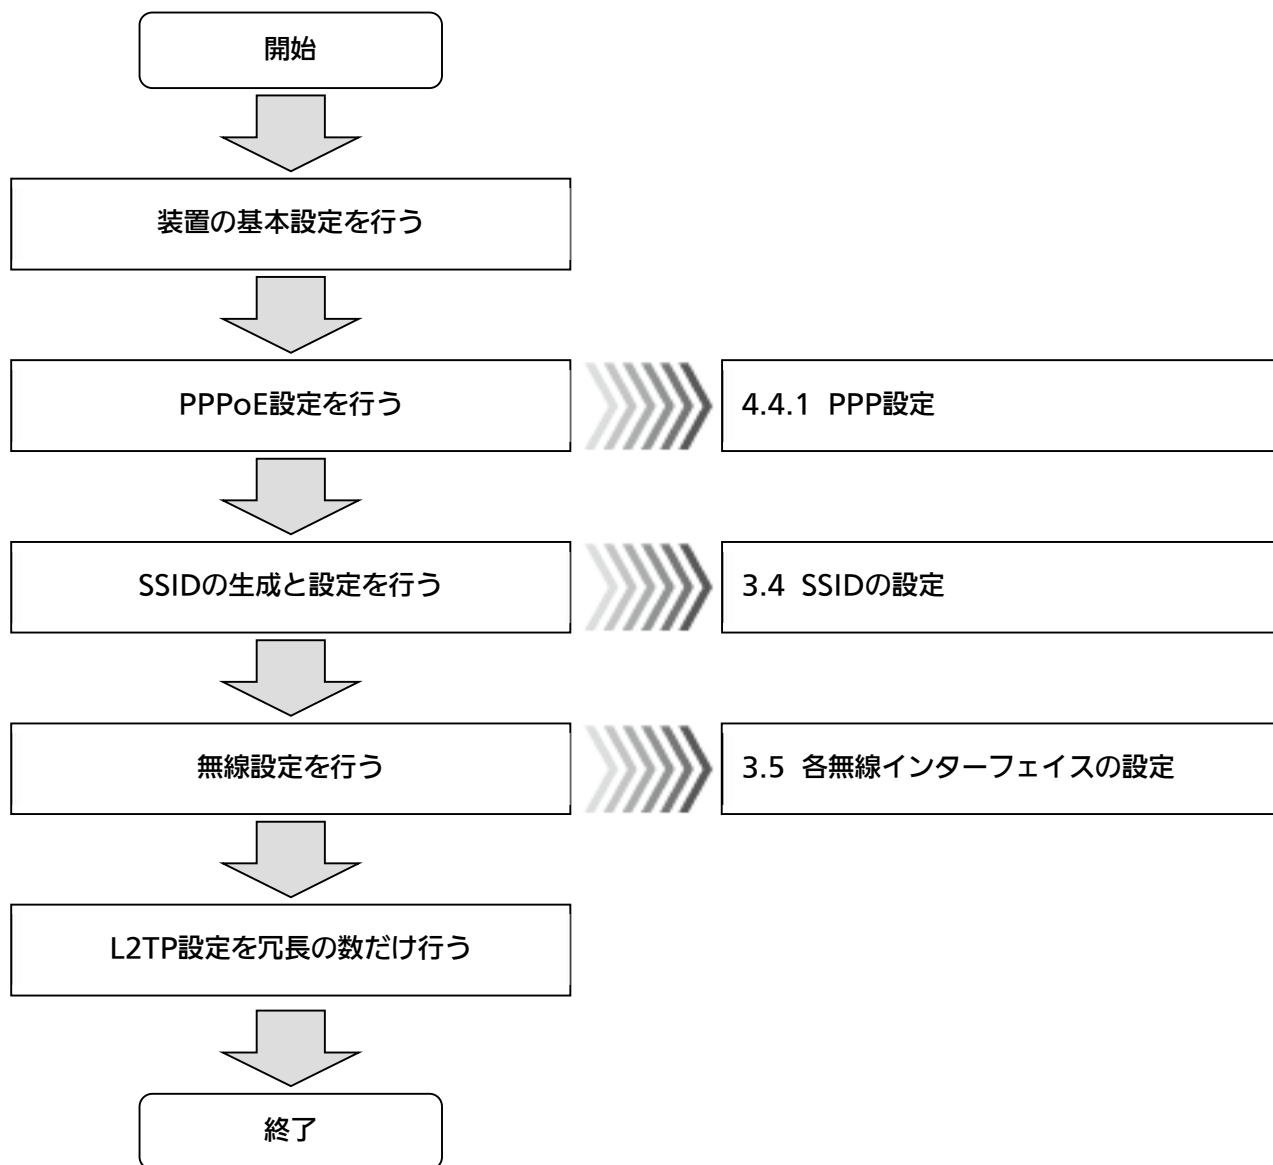 開始
装置の基本設定を行う
PPPoE設定を行う
4.4.1 PPP設定
SSIDの生成と設定を行う
3.4 SSIDの設定
無線設定を行う
3.5 各無線インターフェイスの設定
L2TP設定を冗長の数だけ行う
終了